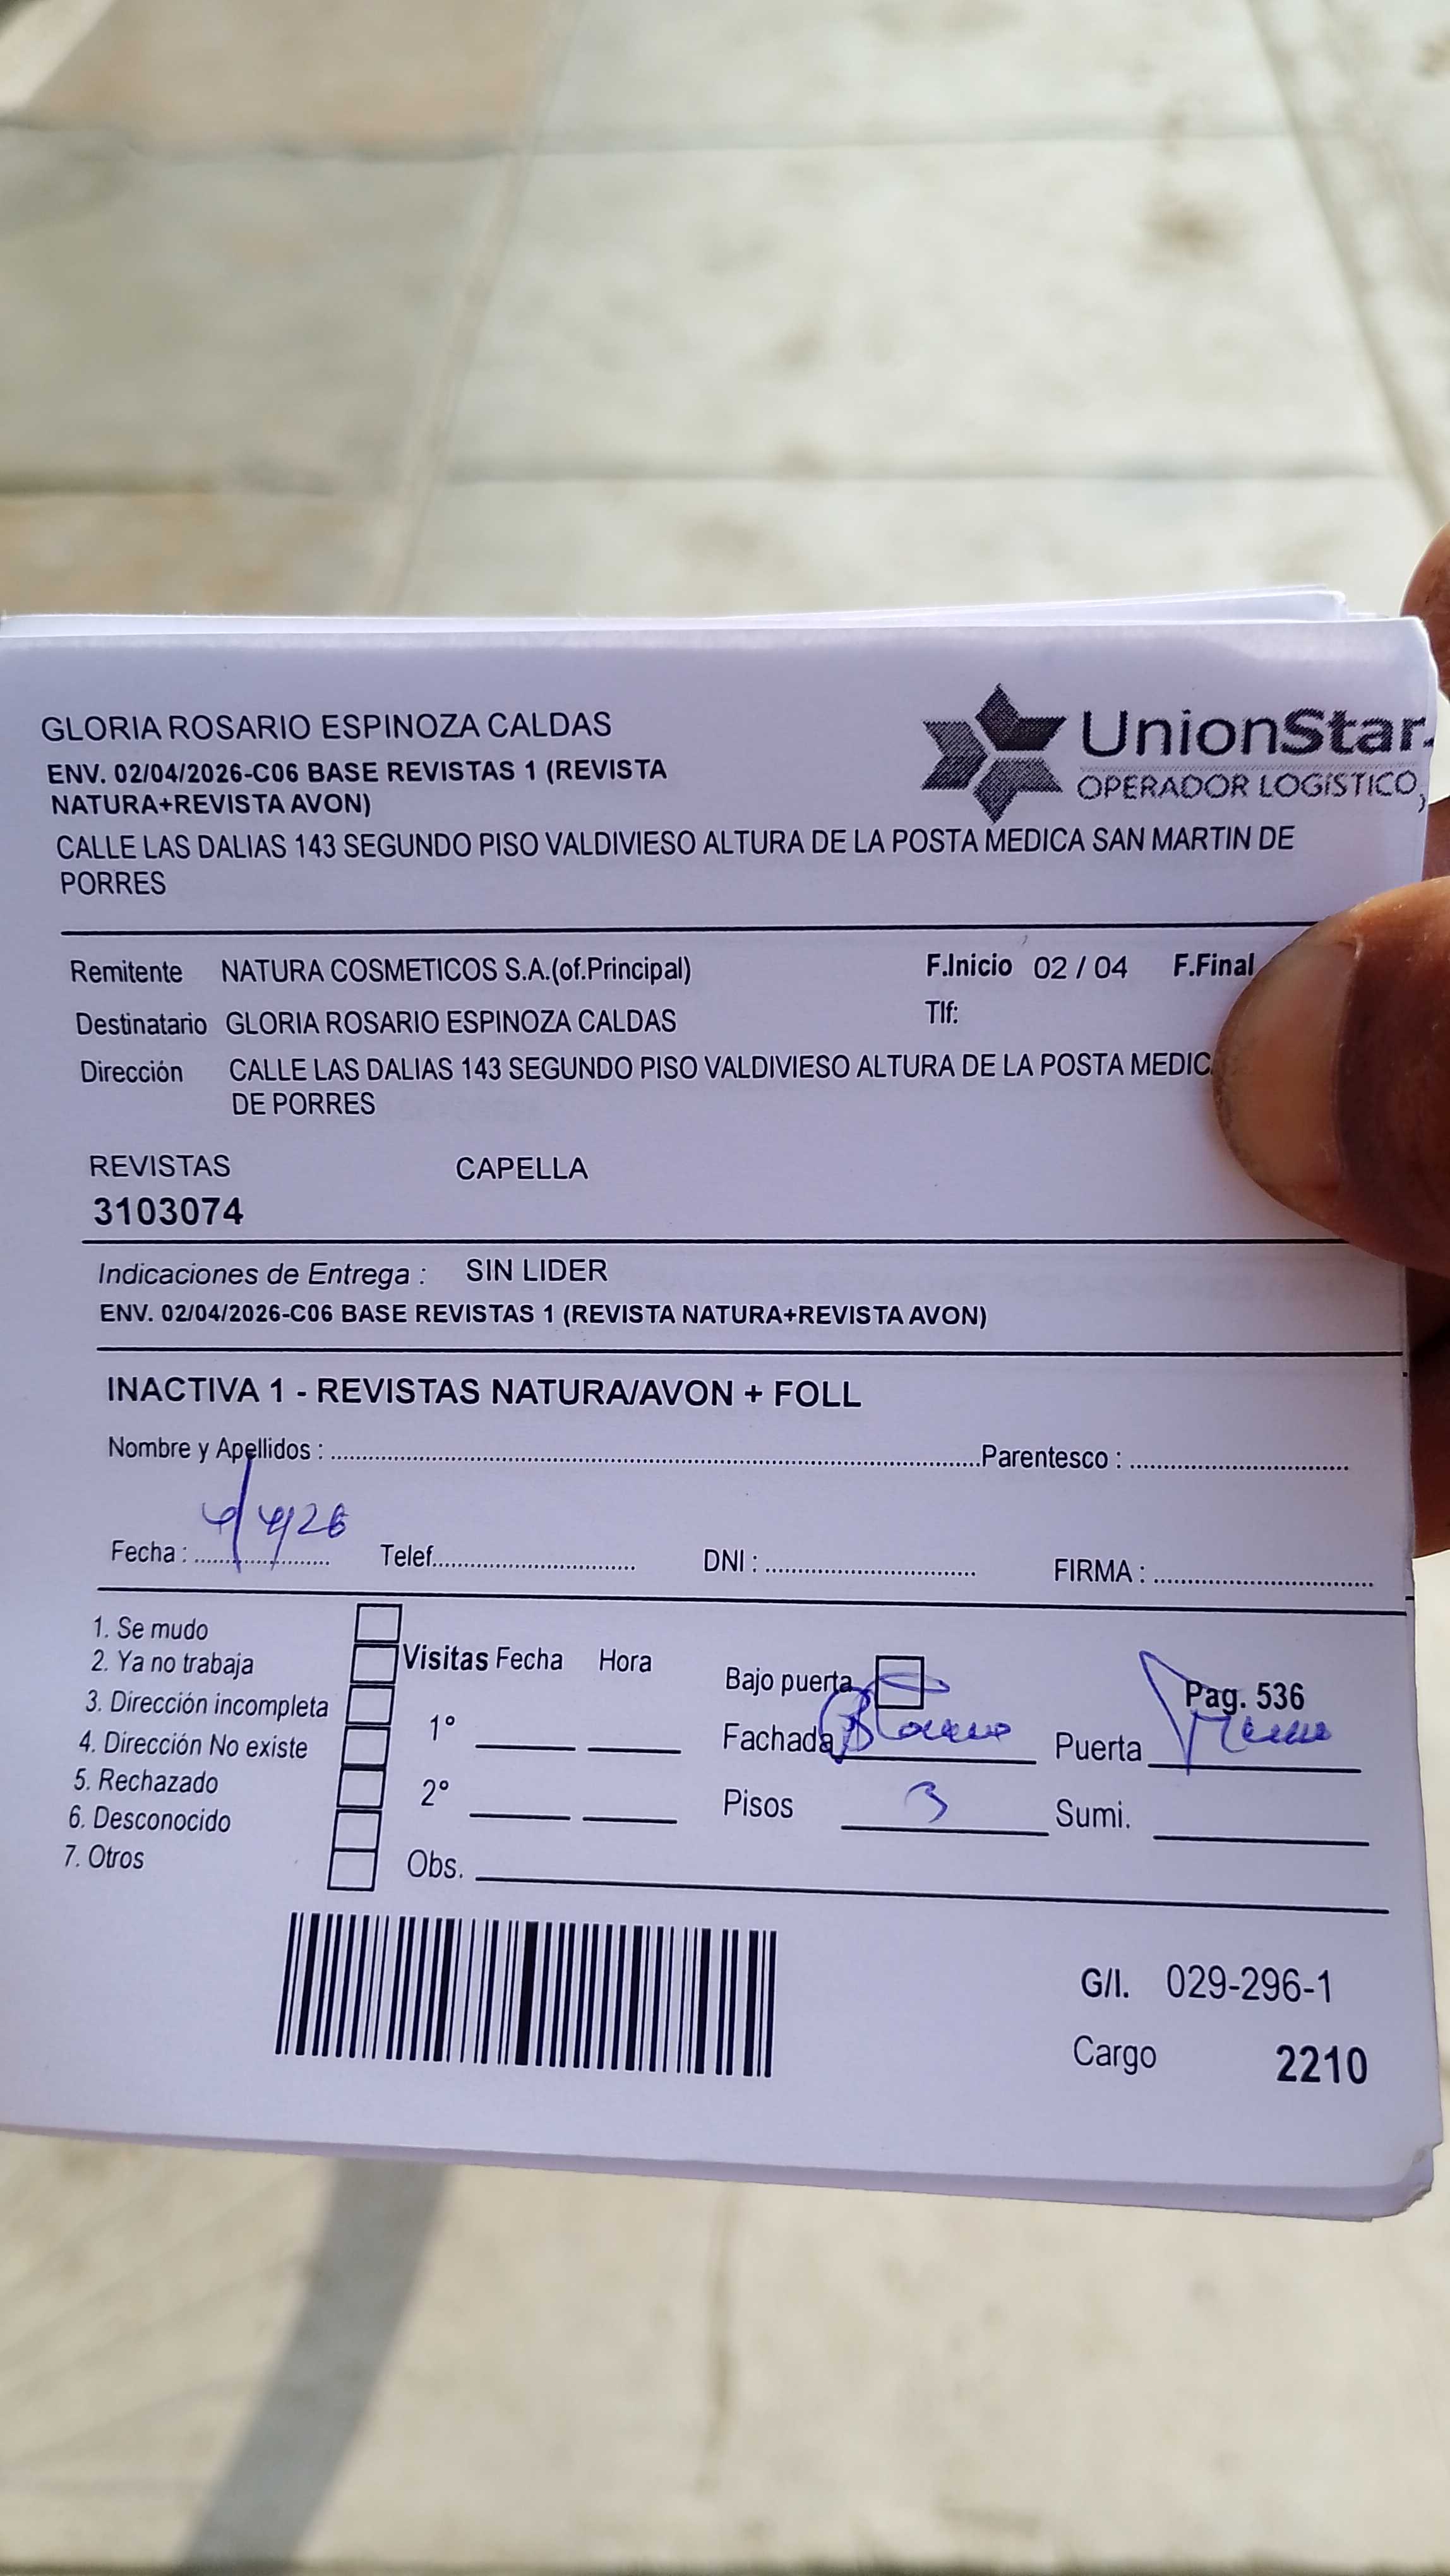 GLORIA ROSARIO ESPINOZA CALDAS
ENV. 02/04/2026-C06 BASE REVISTAS 1 (REVISTA
NATURA+REVISTA AVON)
UnionStar
OPERADOR LOGÍSTICO
CALLE LAS DALIAS 143 SEGUNDO PISO VALDIVIESO ALTURA DE LA POSTA MEDICA SAN MARTIN DE
PORRES
Remitente NATURA COSMETICOS S.A.(of.Principal) F.Inicio 02 / 04 F.Final
Destinatario GLORIA ROSARIO ESPINOZA CALDAS Tlf:
Dirección CALLE LAS DALIAS 143 SEGUNDO PISO VALDIVIESO ALTURA DE LA POSTA MEDIC
DE PORRES
REVISTAS CAPELLA
3103074
Indicaciones de Entrega : SIN LIDER
ENV. 02/04/2026-C06 BASE REVISTAS 1 (REVISTA NATURA+REVISTA AVON)
INACTIVA 1 - REVISTAS NATURA/AVON + FOLL
Nombre y Apellidos : Parentesco :
Fecha : 4/4/26 Telef. DNI : FIRMA :
1. Se mudo
2. Ya no trabaja
3. Dirección incompleta
4. Dirección No existe
5. Rechazado
6. Desconocido
7. Otros
Visitas Fecha Hora
1°
2°
Obs.
Bajo puerta
Pag. 536
Fachada Blanco Puerta
Pisos 3 Sumi.
G/I. 029-296-1
Cargo 2210